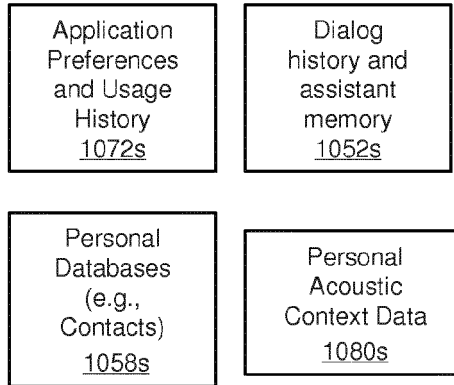 Application
Preferences
and Usage
History
1072s
Dialog
history and
assistant
memory
1052s
Personal
Databases
(e.g.,
Contacts)
1058s
Personal
Acoustic
Context Data
1080s